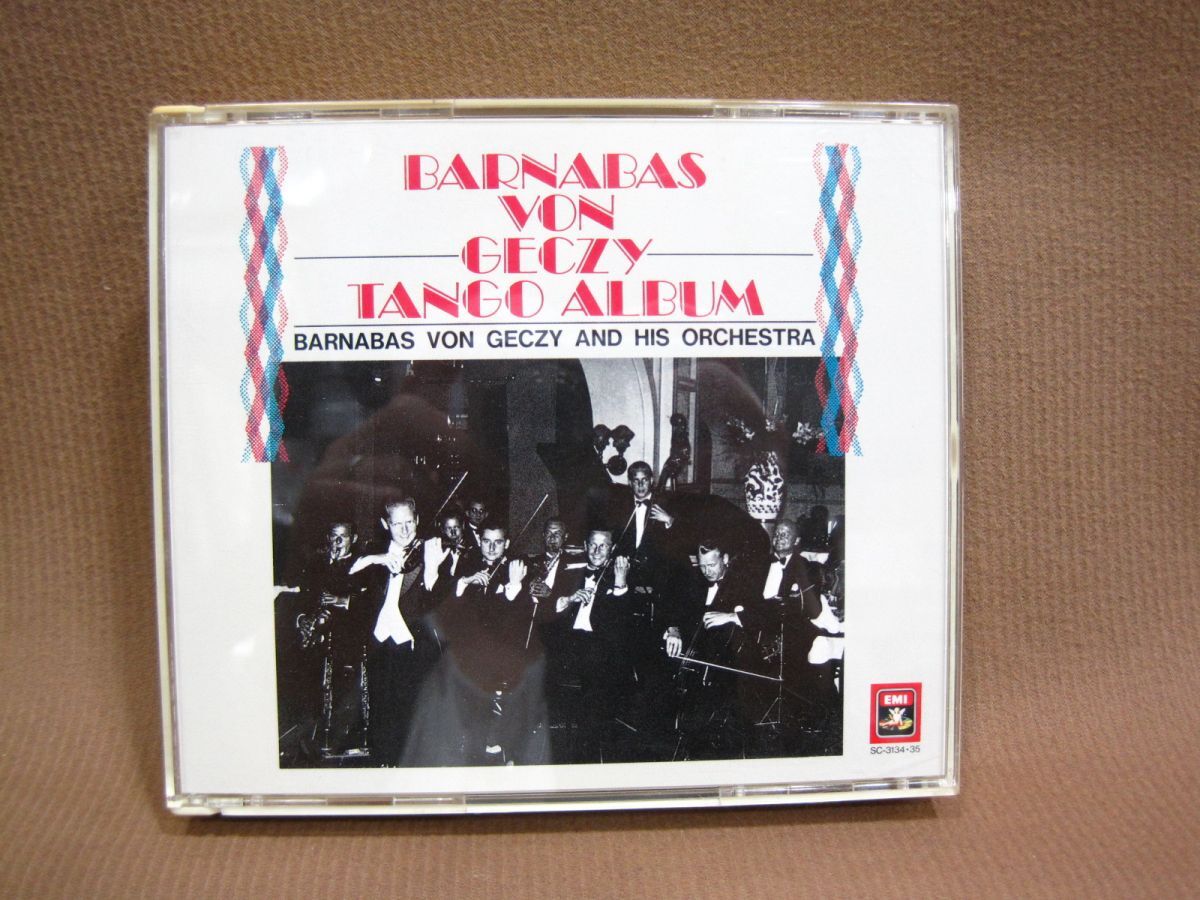 BARNABAS
VON
GECZY
TANGO ALBUM
BARNABAS VON GECZY AND HIS ORCHESTRA
EMI
SC-3134·35